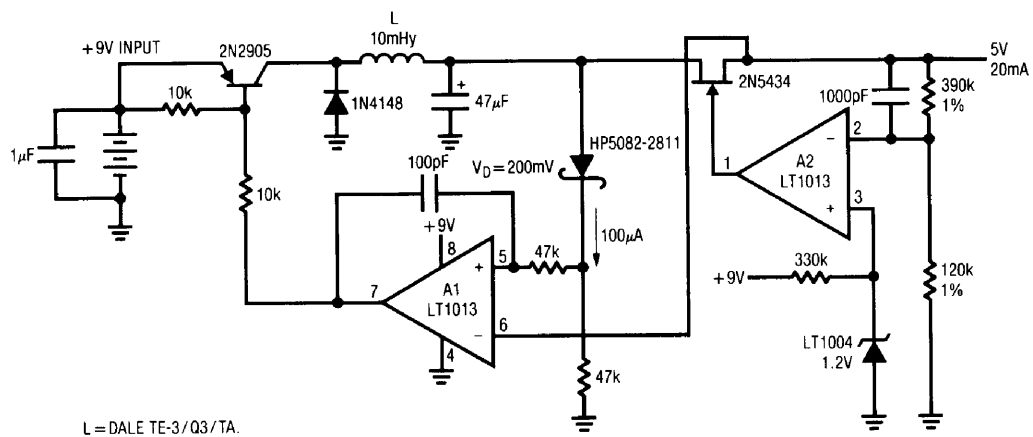 L
10mHy
+9V INPUT
2N2905
5V
20mA
2N5434
10k
1N4148
+
47µF
1000pF
390k
1%
1µF
HP5082-2811
100pF
V_D=200mV
1
A2
LT1013
−
2
+
3
10k
+9V
8
100µA
47k
5
+
A1
LT1013
7
6
−
4
330k
+9V
120k
1%
LT1004
1.2V
47k
L=DALE TE-3/Q3/TA.